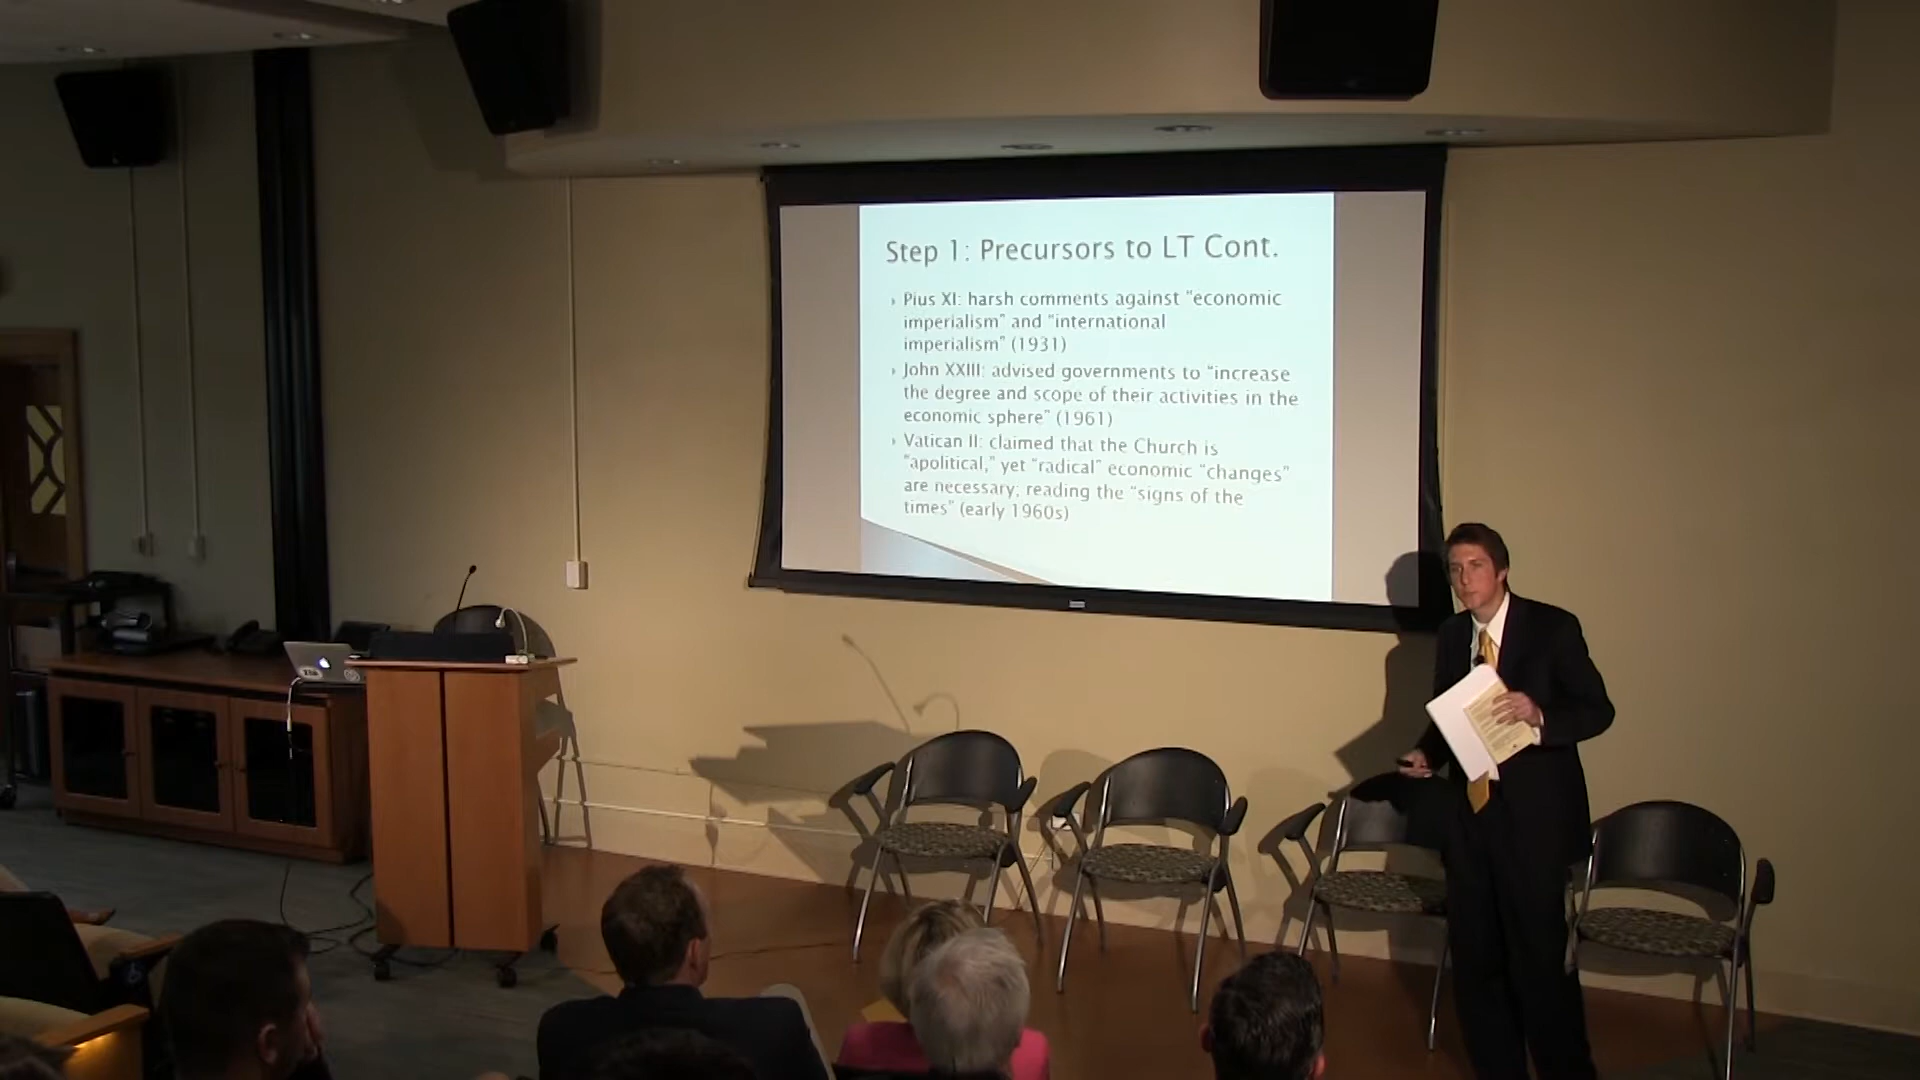 Step 1: Precursors to LT Cont.
› Pius XI: harsh comments against "economic
imperialism" and "international
imperialism" (1931)
› John XXIII: advised governments to "increase
the degree and scope of their activities in the
economic sphere" (1961)
› Vatican II: claimed that the Church is
"apolitical," yet "radical" economic "changes"
are necessary; reading the "signs of the
times" (early 1960s)